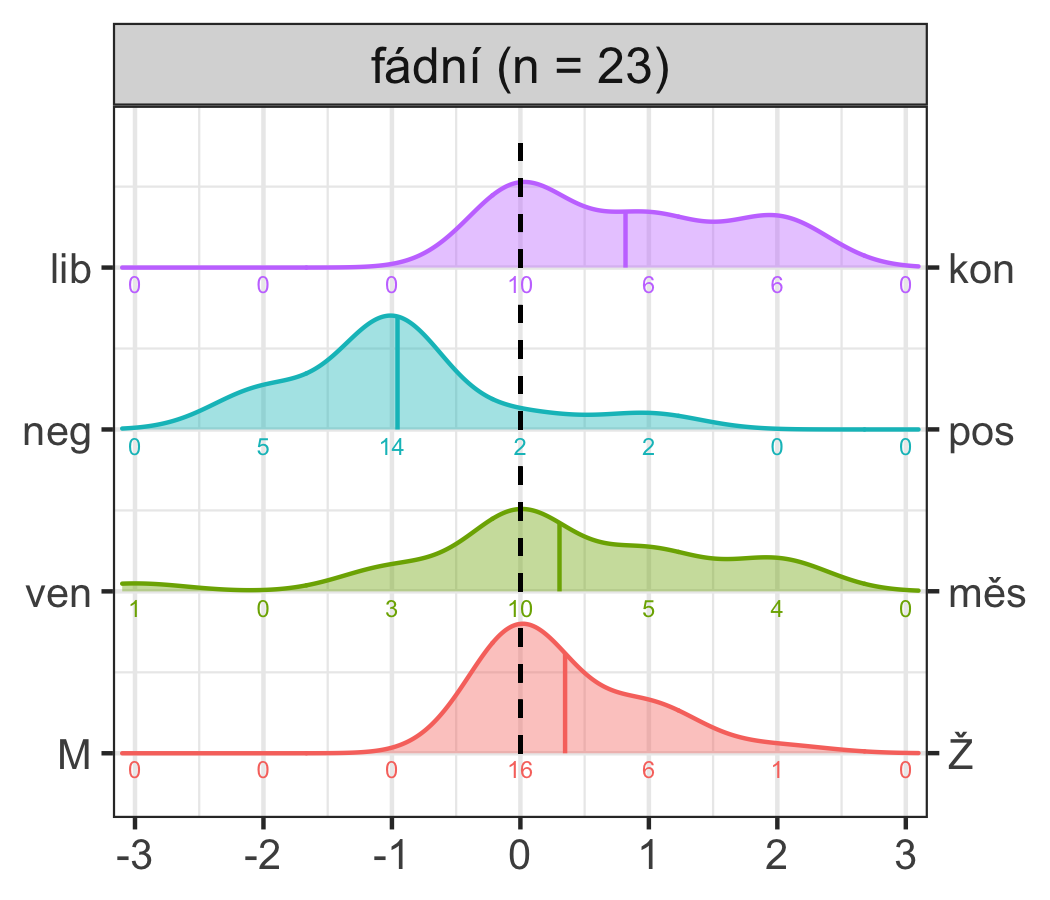 fádní (n = 23)
lib kon
0 0 0 10 6 6 0
neg pos
0 5 14 2 2 0 0
ven měs
1 0 3 10 5 4 0
M Ž
0 0 0 16 6 1 0
-3 -2 -1 0 1 2 3